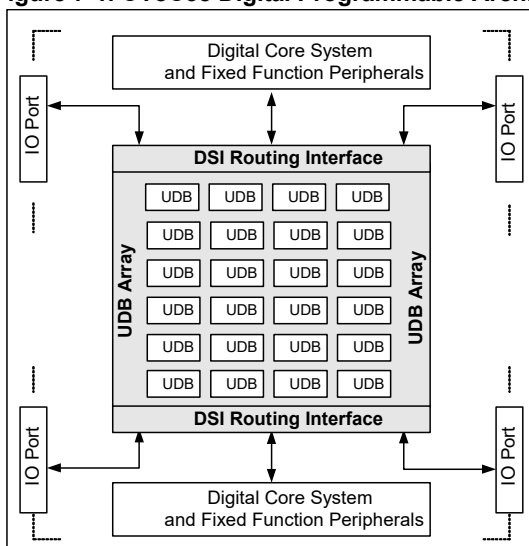 Digital Programmable
Digital Core System
and Fixed Function Peripherals
IO Port
IO Port
DSI Routing Interface
UDB Array
UDB Array
UDB UDB UDB UDB
UDB UDB UDB UDB
UDB UDB UDB UDB
UDB UDB UDB UDB
UDB UDB UDB UDB
UDB UDB UDB UDB
DSI Routing Interface
IO Port
IO Port
Digital Core System
and Fixed Function Peripherals